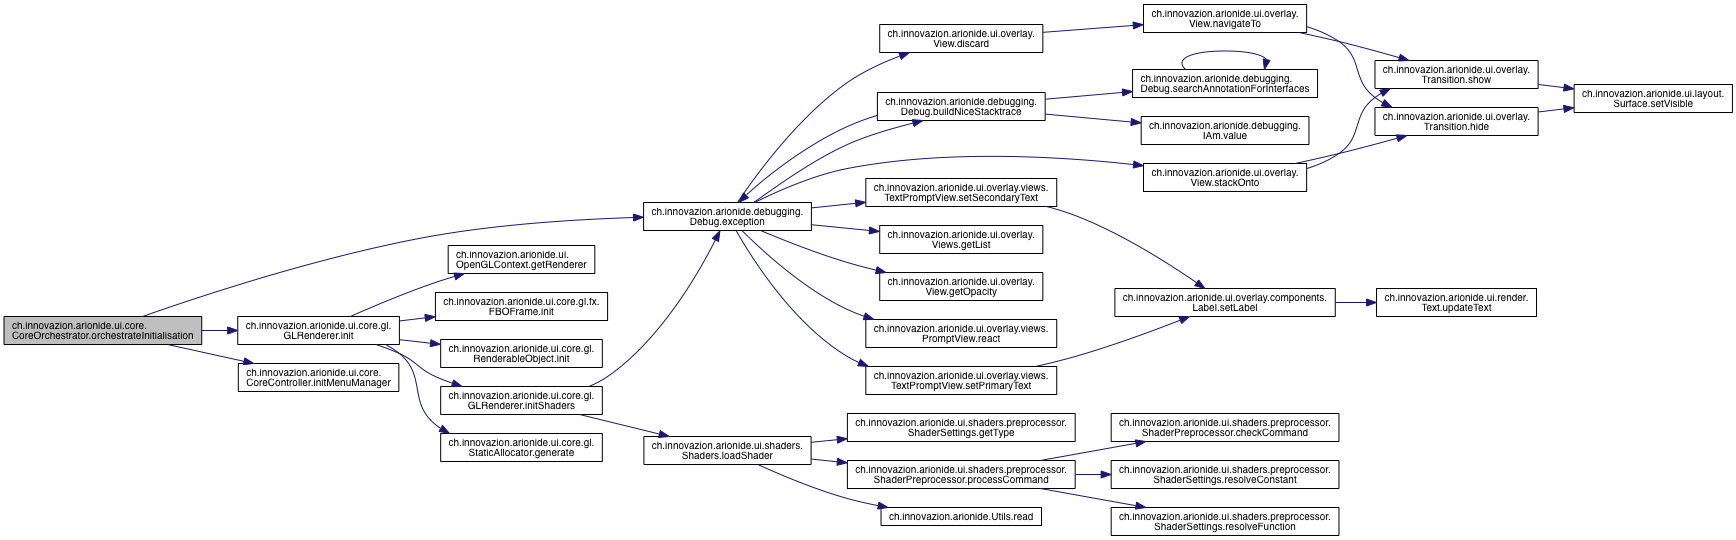 ch.innovazion.arionide.ui.core.
CoreOrchestrator.orchestrateInitialisation
ch.innovazion.arionide.ui.core.gl.
GLRenderer.init
ch.innovazion.arionide.ui.core.
CoreController.initMenuManager
ch.innovazion.arionide.ui.
OpenGLContext.getRenderer
ch.innovazion.arionide.ui.core.gl.fx.
FBOFrame.init
ch.innovazion.arionide.ui.core.gl.
RenderableObject.init
ch.innovazion.arionide.ui.core.gl.
GLRenderer.initShaders
ch.innovazion.arionide.ui.core.gl.
StaticAllocator.generate
ch.innovazion.arionide.debugging.
Debug.exception
ch.innovazion.arionide.ui.shaders.
Shaders.loadShader
ch.innovazion.arionide.ui.overlay.
View.discard
ch.innovazion.arionide.debugging.
Debug.buildNiceStacktrace
ch.innovazion.arionide.ui.overlay.views.
TextPromptView.setSecondaryText
ch.innovazion.arionide.ui.overlay.
Views.getList
ch.innovazion.arionide.ui.overlay.
View.getOpacity
ch.innovazion.arionide.ui.overlay.views.
PromptView.react
ch.innovazion.arionide.ui.overlay.views.
TextPromptView.setPrimaryText
ch.innovazion.arionide.ui.shaders.preprocessor.
ShaderSettings.getType
ch.innovazion.arionide.ui.shaders.preprocessor.
ShaderPreprocessor.processCommand
ch.innovazion.arionide.Utils.read
ch.innovazion.arionide.ui.overlay.
View.navigateTo
ch.innovazion.arionide.debugging.
Debug.searchAnnotationForInterfaces
ch.innovazion.arionide.debugging.
IAm.value
ch.innovazion.arionide.ui.overlay.
View.stackOnto
ch.innovazion.arionide.ui.overlay.components.
Label.setLabel
ch.innovazion.arionide.ui.shaders.preprocessor.
ShaderPreprocessor.checkCommand
ch.innovazion.arionide.ui.shaders.preprocessor.
ShaderSettings.resolveConstant
ch.innovazion.arionide.ui.shaders.preprocessor.
ShaderSettings.resolveFunction
ch.innovazion.arionide.ui.overlay.
Transition.show
ch.innovazion.arionide.ui.overlay.
Transition.hide
ch.innovazion.arionide.ui.render.
Text.updateText
ch.innovazion.arionide.ui.layout.
Surface.setVisible